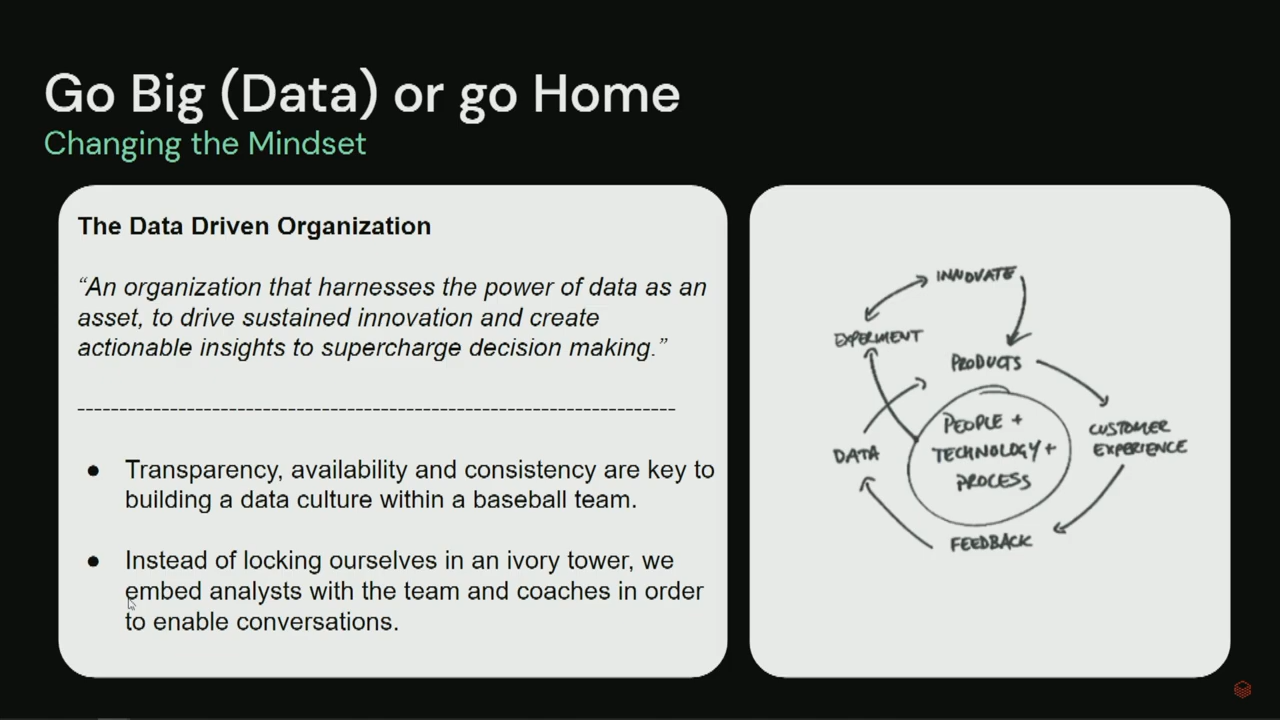 Go Big (Data) or go Home
Changing the Mindset
The Data Driven Organization
“An organization that harnesses the power of data as an
asset, to drive sustained innovation and create
actionable insights to supercharge decision making.”
------------------------------------------------------------------------
● Transparency, availability and consistency are key to
building a data culture within a baseball team.
● Instead of locking ourselves in an ivory tower, we
embed analysts with the team and coaches in order
to enable conversations.
INNOVATE
EXPERIMENT
PRODUCTS
PEOPLE +
TECHNOLOGY +
PROCESS
CUSTOMER
EXPERIENCE
DATA
FEEDBACK